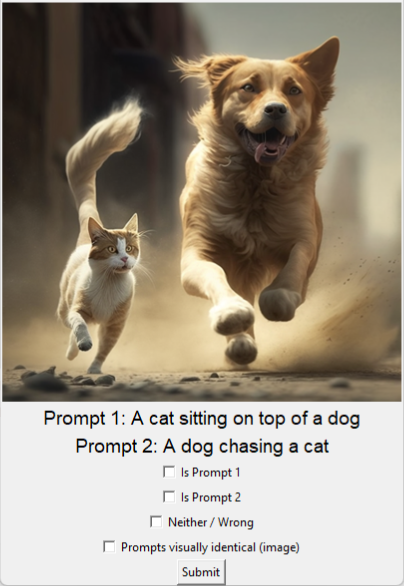 Prompt 1: A cat sitting on top of a dog
Prompt 2: A dog chasing a cat
Is Prompt 1
Is Prompt 2
Neither / Wrong
Prompts visually identical (image)
Submit